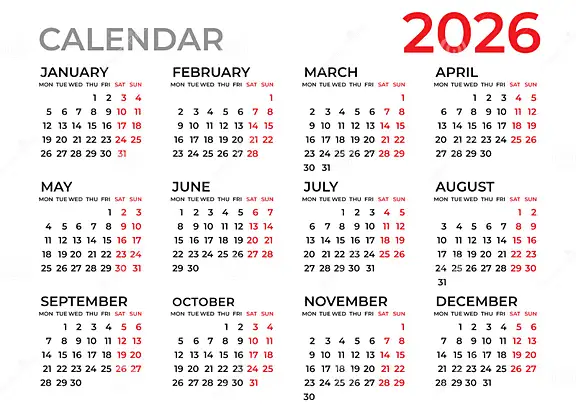 CALENDAR 2026
JANUARY
MON TUE WED THU FRI SAT SUN
1 2 3 4
5 6 7 8 9 10 11
12 13 14 15 16 17 18
19 20 21 22 23 24 25
26 27 28 29 30 31
FEBRUARY
MON TUE WED THU FRI SAT SUN
1
2 3 4 5 6 7 8
9 10 11 12 13 14 15
16 17 18 19 20 21 22
23 24 25 26 27 28
MARCH
MON TUE WED THU FRI SAT SUN
1
2 3 4 5 6 7 8
9 10 11 12 13 14 15
16 17 18 19 20 21 22
23 24 25 26 27 28 29
30 31
APRIL
MON TUE WED THU FRI SAT SUN
1 2 3 4 5
6 7 8 9 10 11 12
13 14 15 16 17 18 19
20 21 22 23 24 25 26
27 28 29 30
MAY
MON TUE WED THU FRI SAT SUN
1 2 3
4 5 6 7 8 9 10
11 12 13 14 15 16 17
18 19 20 21 22 23 24
25 26 27 28 29 30 31
JUNE
MON TUE WED THU FRI SAT SUN
1 2 3 4 5 6 7
8 9 10 11 12 13 14
15 16 17 18 19 20 21
22 23 24 25 26 27 28
29 30
JULY
MON TUE WED THU FRI SAT SUN
1 2 3 4 5
6 7 8 9 10 11 12
13 14 15 16 17 18 19
20 21 22 23 24 25 26
27 28 29 30 31
AUGUST
MON TUE WED THU FRI SAT SUN
1 2
3 4 5 6 7 8 9
10 11 12 13 14 15 16
17 18 19 20 21 22 23
24 25 26 27 28 29 30
31
SEPTEMBER
MON TUE WED THU FRI SAT SUN
1 2 3 4 5 6
7 8 9 10 11 12 13
14 15 16 17 18 19 20
21 22 23 24 25 26 27
28 29 30
OCTOBER
MON TUE WED THU FRI SAT SUN
1 2 3 4
5 6 7 8 9 10 11
12 13 14 15 16 17 18
19 20 21 22 23 24 25
26 27 28 29 30 31
NOVEMBER
MON TUE WED THU FRI SAT SUN
1
2 3 4 5 6 7 8
9 10 11 12 13 14 15
16 17 18 19 20 21 22
23 24 25 26 27 28 29
30
DECEMBER
MON TUE WED THU FRI SAT SUN
1 2 3 4 5 6
7 8 9 10 11 12 13
14 15 16 17 18 19 20
21 22 23 24 25 26 27
28 29 30 31